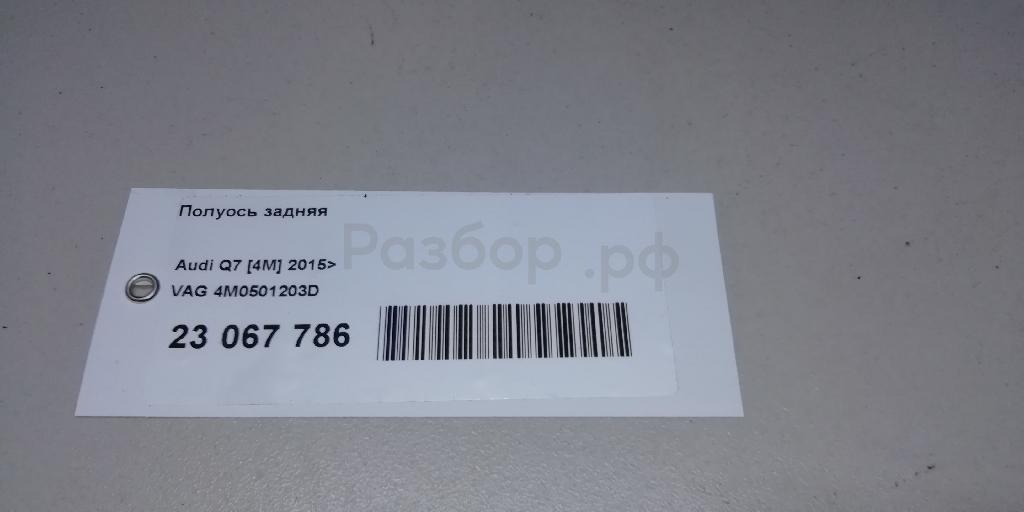 Полуось задняя
Разбор.рф
Audi Q7 [4M] 2015>
VAG 4M0501203D
23 067 786